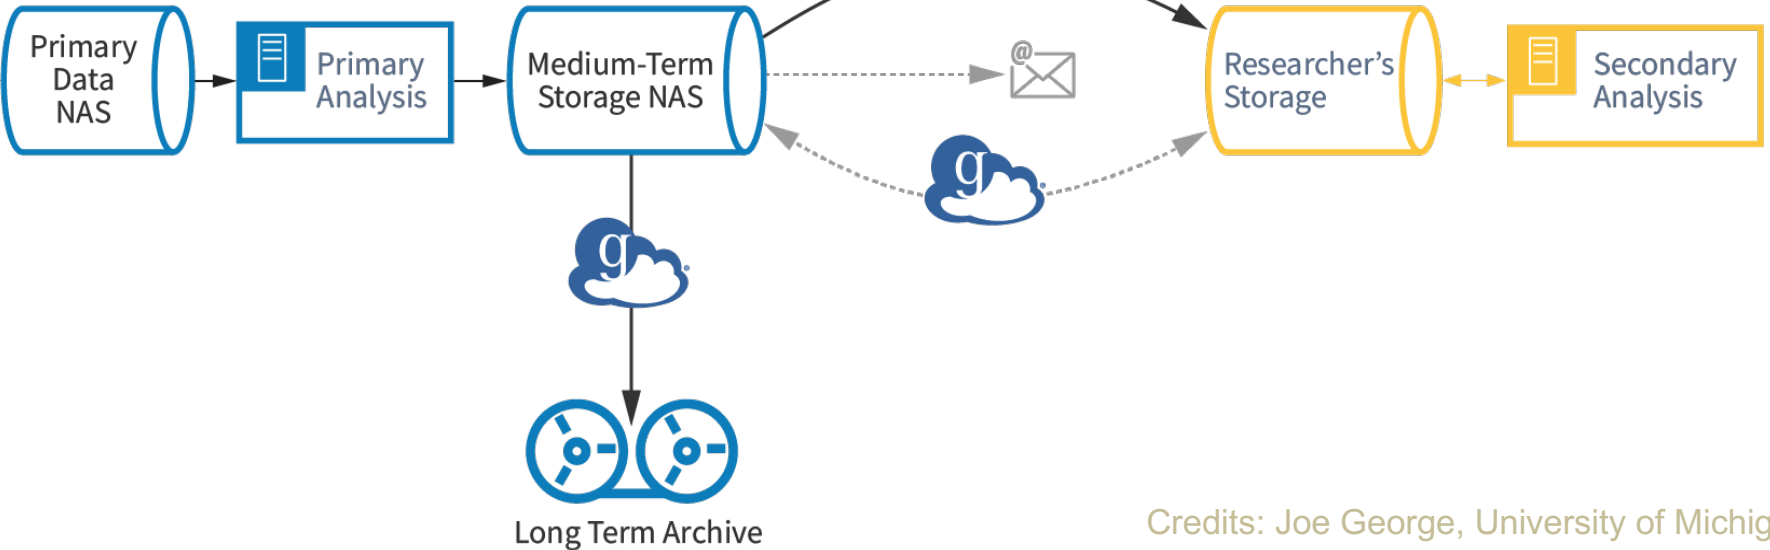 Primary
Data
NAS
Primary
Analysis
Medium-Term
Storage NAS
@
Researcher's
Storage
Secondary
Analysis
g
g
Long Term Archive
Credits: Joe George, University of Michig